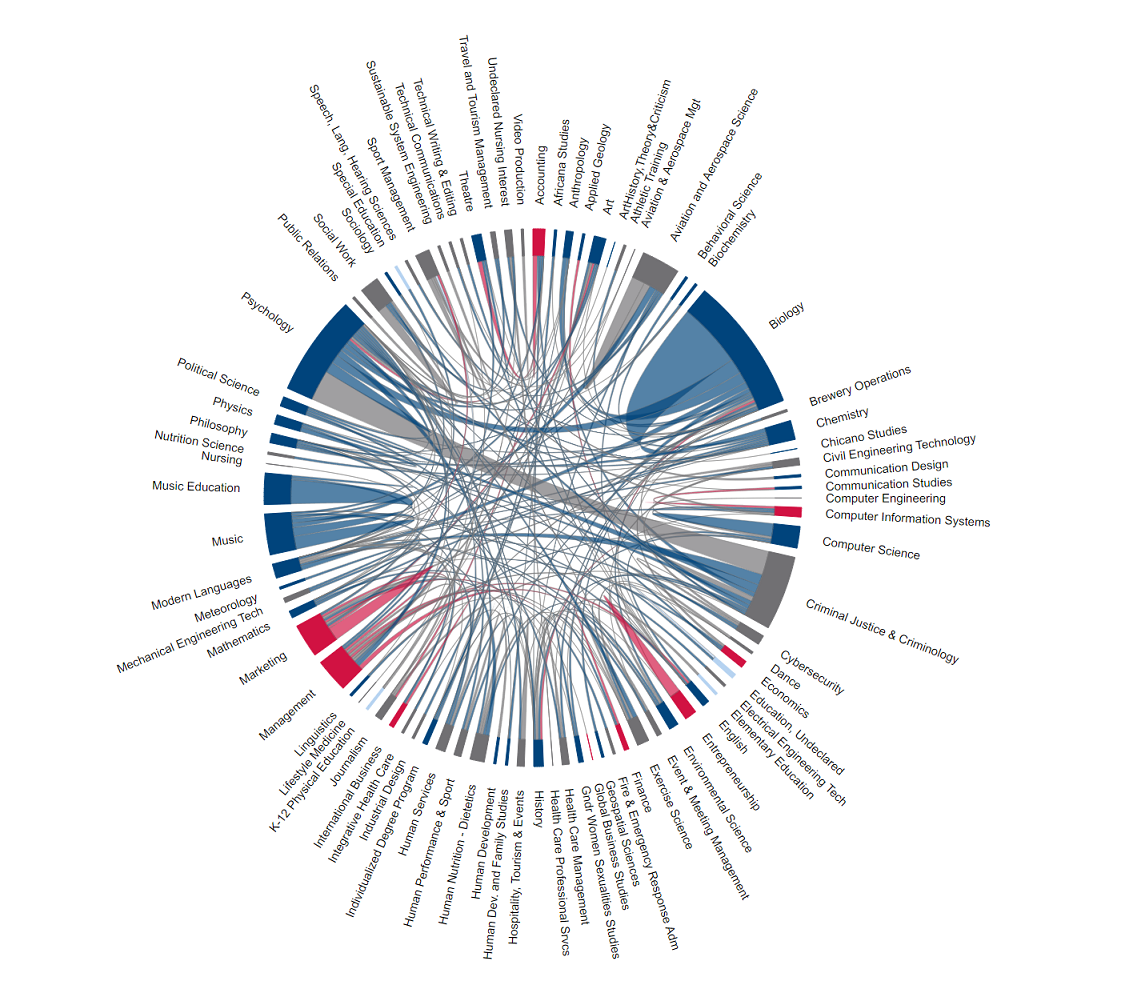 Accounting
Africana Studies
Anthropology
Applied Geology
Art
ArtHistory,Theory&Criticism
Athletic Training
Aviation & Aerospace Mgt
Aviation and Aerospace Science
Behavioral Science
Biochemistry
Biology
Brewery Operations
Chemistry
Chicano Studies
Civil Engineering Technology
Communication Design
Communication Studies
Computer Engineering
Computer Information Systems
Computer Science
Criminal Justice & Criminology
Cybersecurity
Dance
Economics
Education, Undeclared
Electrical Engineering Tech
Elementary Education
English
Entrepreneurship
Environmental Science
Event & Meeting Management
Exercise Science
Finance
Fire & Emergency Response Adm
Geospatial Sciences
Global Business Studies
Gndr Women Sexualities Studies
Health Care Management
Health Care Professional Srvcs
History
Hospitality, Tourism & Events
Human Dev. and Family Studies
Human Development
Human Nutrition - Dietetics
Human Performance & Sport
Human Services
Individualized Degree Program
Industrial Design
Integrative Health Care
International Business
Journalism
K-12 Physical Education
Lifestyle Medicine
Linguistics
Management
Marketing
Mathematics
Mechanical Engineering Tech
Meteorology
Modern Languages
Music
Music Education
Nursing
Nutrition Science
Philosophy
Physics
Political Science
Psychology
Public Relations
Social Work
Sociology
Special Education
Speech, Lang, Hearing Sciences
Sport Management
Sustainable System Engineering
Technical Communications
Technical Writing & Editing
Theatre
Travel and Tourism Management
Undeclared Nursing Interest
Video Production